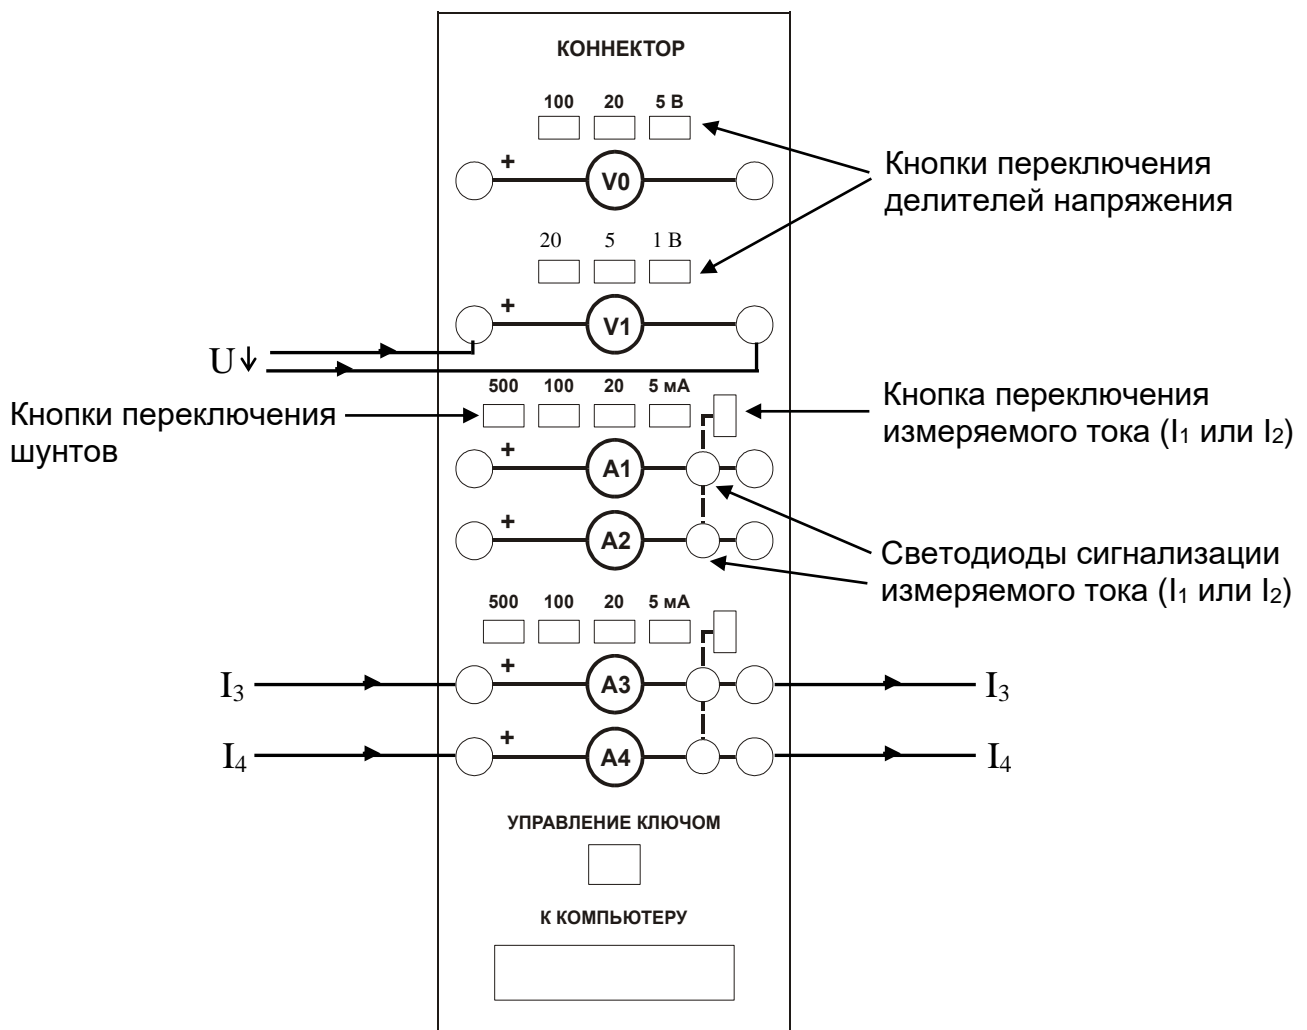 КОННЕКТОР
100 20 5 В
+
V0
Кнопки переключения
делителей напряжения
20 5 1 В
+
V1
U
500 100 20 5 мА
Кнопки переключения
шунтов
Кнопка переключения
измеряемого тока (I₁ или I₂)
+
A1
+
A2
Светодиоды сигнализации
измеряемого тока (I₁ или I₂)
500 100 20 5 мА
I₃
+
A3
I₃
I₄
+
A4
I₄
УПРАВЛЕНИЕ КЛЮЧОМ
К КОМПЬЮТЕРУ